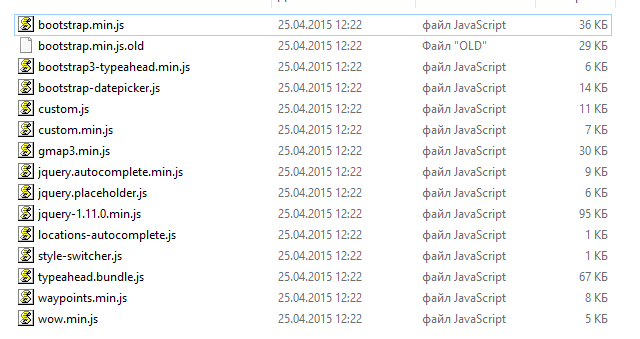 bootstrap.min.js 25.04.2015 12:22 файл JavaScript 36 КБ
bootstrap.min.js.old 25.04.2015 12:22 Файл "OLD" 29 КБ
bootstrap3-typeahead.min.js 25.04.2015 12:22 файл JavaScript 6 КБ
bootstrap-datepicker.js 25.04.2015 12:22 файл JavaScript 14 КБ
custom.js 25.04.2015 12:22 файл JavaScript 11 КБ
custom.min.js 25.04.2015 12:22 файл JavaScript 7 КБ
gmap3.min.js 25.04.2015 12:22 файл JavaScript 30 КБ
jquery.autocomplete.min.js 25.04.2015 12:22 файл JavaScript 9 КБ
jquery.placeholder.js 25.04.2015 12:22 файл JavaScript 6 КБ
jquery-1.11.0.min.js 25.04.2015 12:22 файл JavaScript 95 КБ
locations-autocomplete.js 25.04.2015 12:22 файл JavaScript 1 КБ
style-switcher.js 25.04.2015 12:22 файл JavaScript 1 КБ
typeahead.bundle.js 25.04.2015 12:22 файл JavaScript 67 КБ
waypoints.min.js 25.04.2015 12:22 файл JavaScript 8 КБ
wow.min.js 25.04.2015 12:22 файл JavaScript 5 КБ